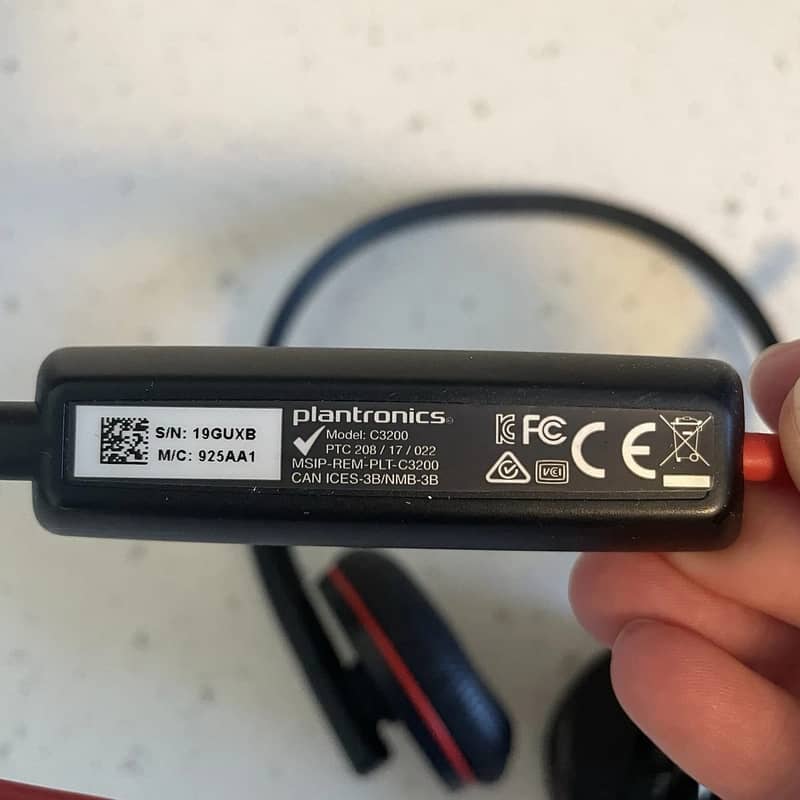 S/N: 19GUXB
M/C: 925AA1
plantronics®
Model: C3200
PTC 208 / 17 / 022
MSIP-REM-PLT-C3200
CAN ICES-3B/NMB-3B
FC
VCI
CE